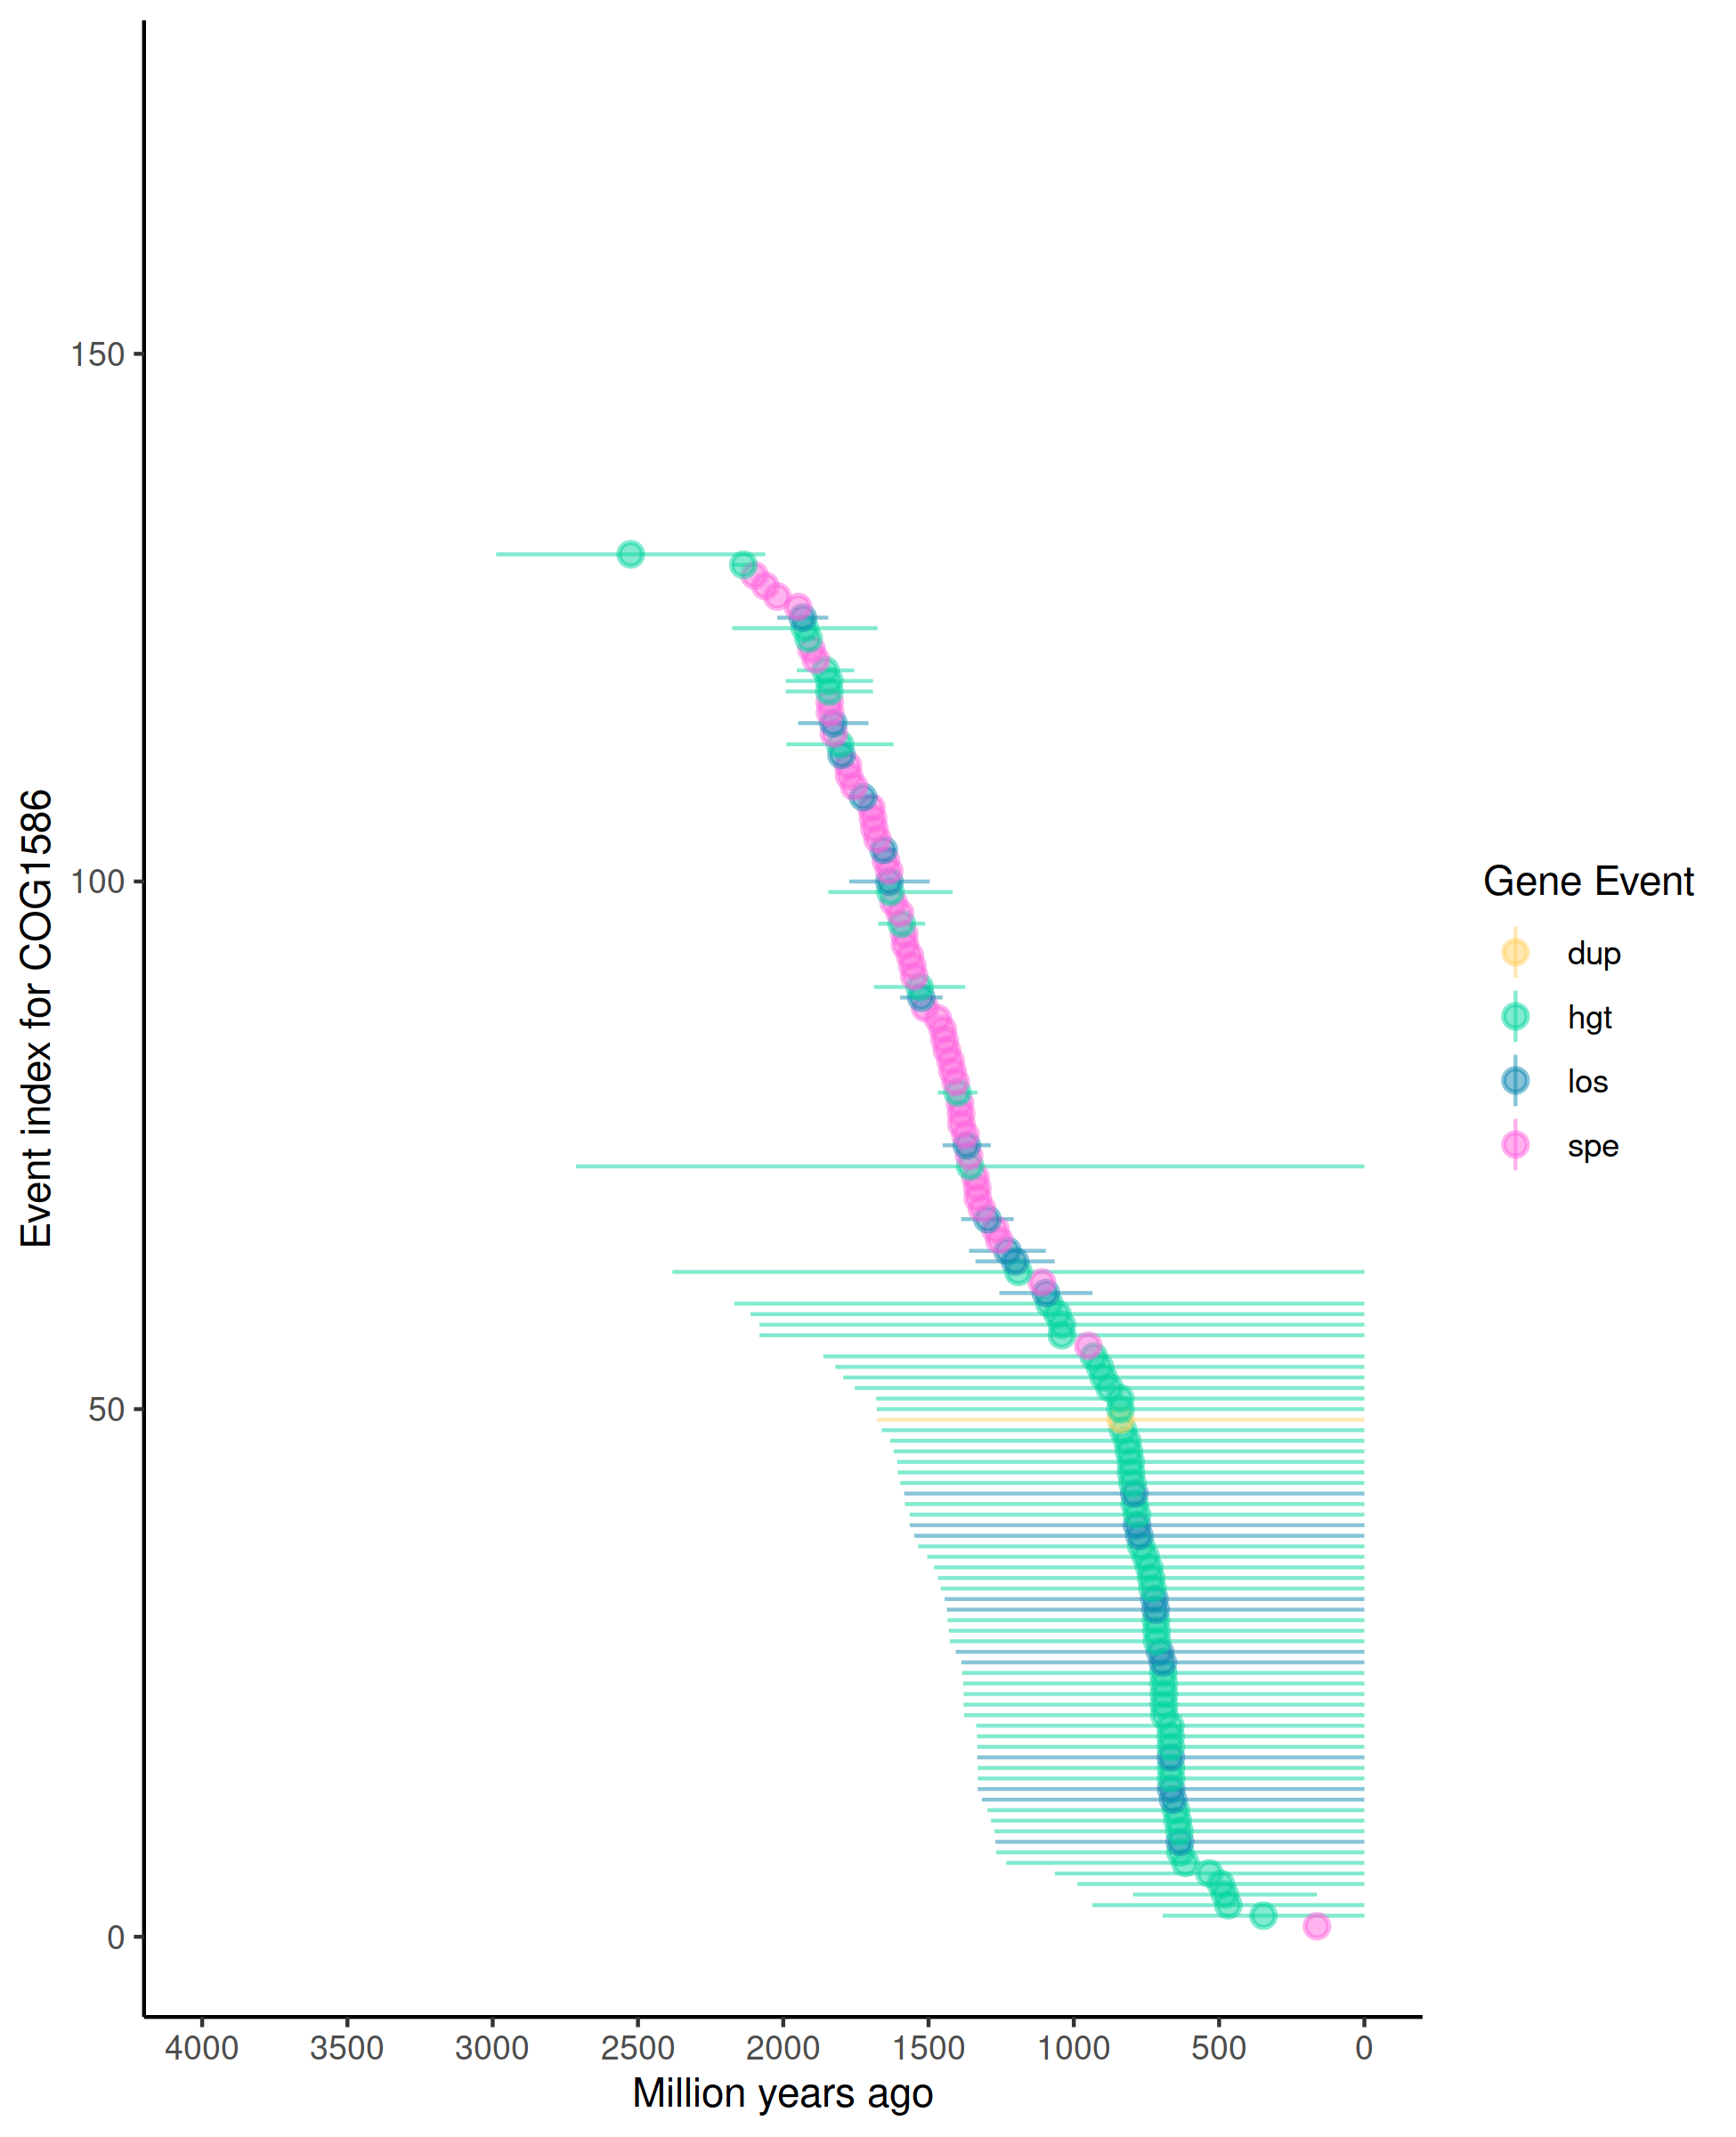 Event index for COG1586
150
100
50
0
4000 3500 3000 2500 2000 1500 1000 500 0
Million years ago
Gene Event
dup
hgt
los
spe